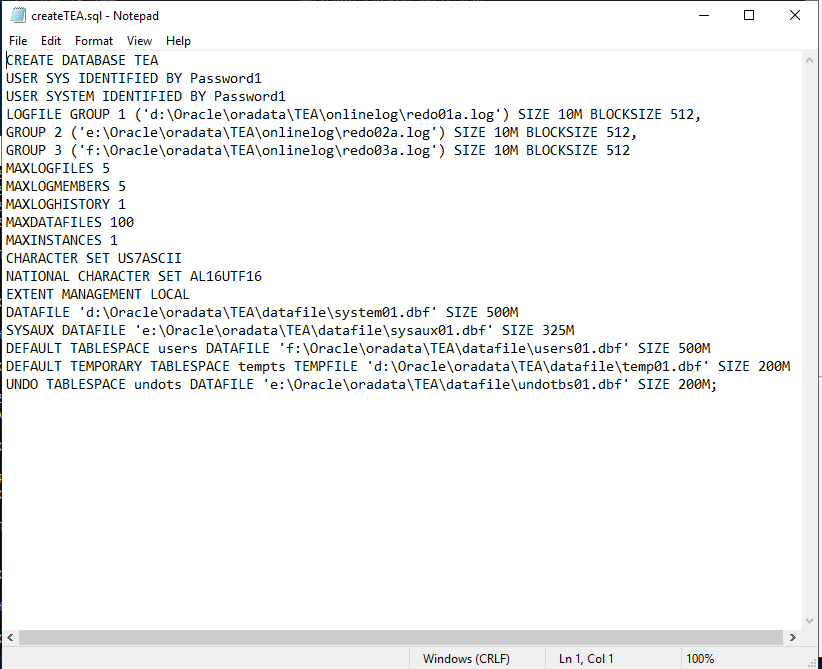 createTEA.sql - Notepad
File Edit Format View Help
CREATE DATABASE TEA
USER SYS IDENTIFIED BY Password1
USER SYSTEM IDENTIFIED BY Password1
LOGFILE GROUP 1 ('d:\Oracle\oradata\TEA\onlinelog\redo01a.log') SIZE 10M BLOCKSIZE 512,
GROUP 2 ('e:\Oracle\oradata\TEA\onlinelog\redo02a.log') SIZE 10M BLOCKSIZE 512,
GROUP 3 ('f:\Oracle\oradata\TEA\onlinelog\redo03a.log') SIZE 10M BLOCKSIZE 512
MAXLOGFILES 5
MAXLOGMEMBERS 5
MAXLOGHISTORY 1
MAXDATAFILES 100
MAXINSTANCES 1
CHARACTER SET US7ASCII
NATIONAL CHARACTER SET AL16UTF16
EXTENT MANAGEMENT LOCAL
DATAFILE 'd:\Oracle\oradata\TEA\datafile\system01.dbf' SIZE 500M
SYSAUX DATAFILE 'e:\Oracle\oradata\TEA\datafile\sysaux01.dbf' SIZE 325M
DEFAULT TABLESPACE users DATAFILE 'f:\Oracle\oradata\TEA\datafile\users01.dbf' SIZE 500M
DEFAULT TEMPORARY TABLESPACE tempts TEMPFILE 'd:\Oracle\oradata\TEA\datafile\temp01.dbf' SIZE 200M
UNDO TABLESPACE undots DATAFILE 'e:\Oracle\oradata\TEA\datafile\undotbs01.dbf' SIZE 200M;
Windows (CRLF) Ln 1, Col 1 100%